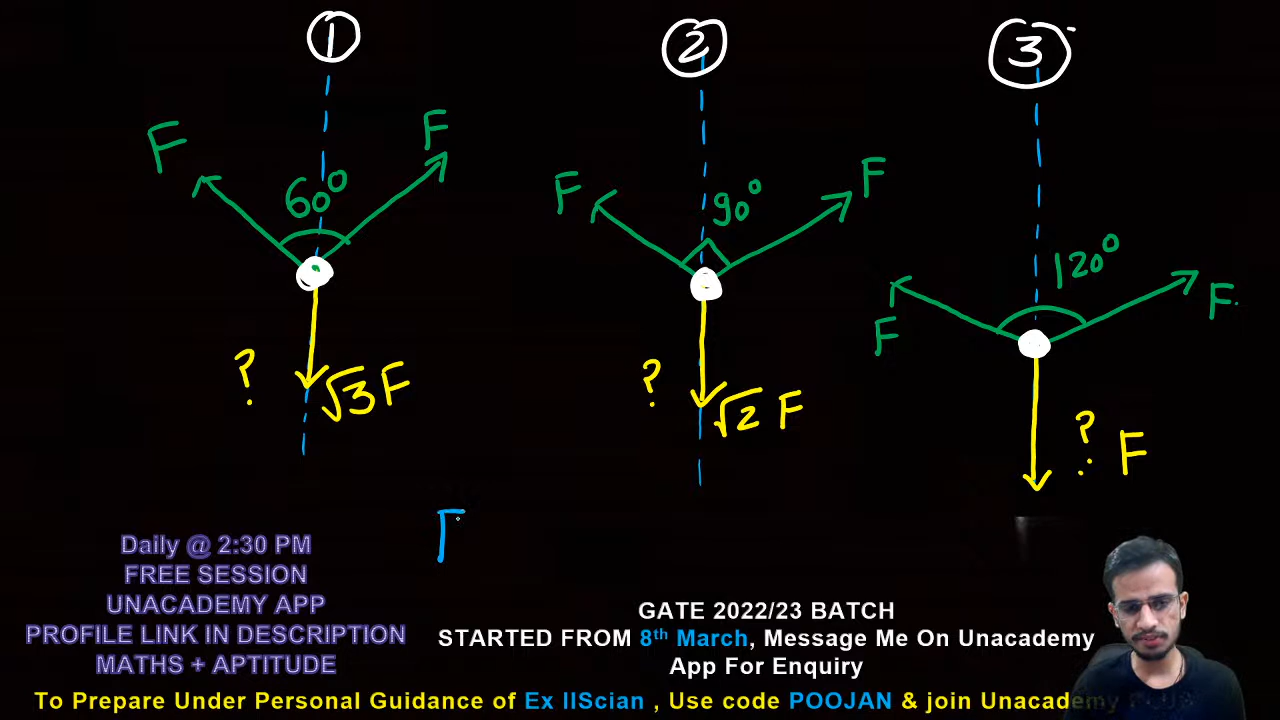 1
2
3
F
F
60°
F
F
90°
F
F.
120°
?
√3 F
?
√2 F
?
F
Daily @ 2:30 PM
FREE SESSION
UNACADEMY APP
PROFILE LINK IN DESCRIPTION
MATHS + APTITUDE
GATE 2022/23 BATCH
STARTED FROM 8th March, Message Me On Unacademy
App For Enquiry
To Prepare Under Personal Guidance of Ex IIScian , Use code POOJAN & join Unacademy